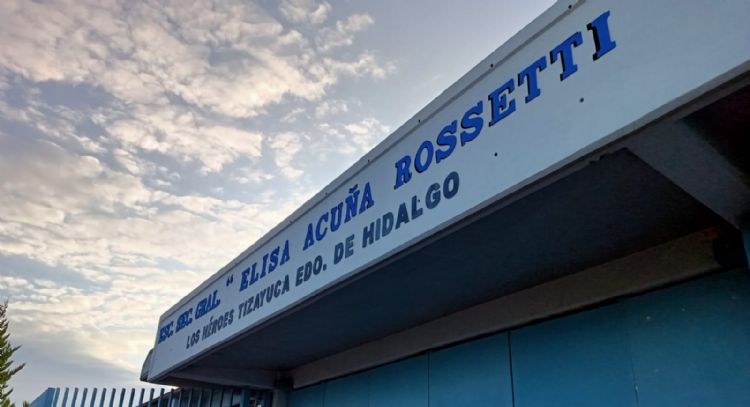 ESC. SEC. GRAL. " ELISA ACUÑA ROSSETTI
LOS HÉROES TIZAYUCA EDO. DE HIDALGO